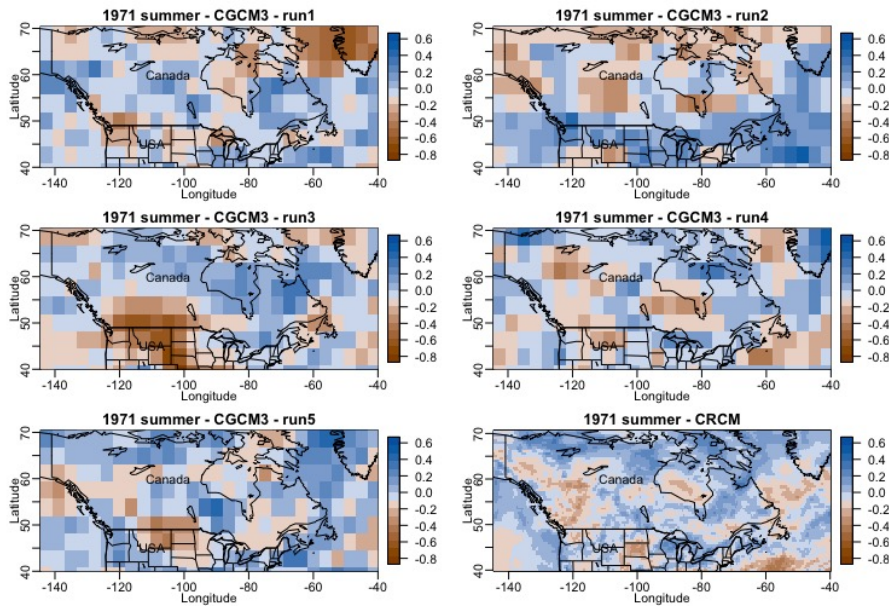 1971 summer - CGCM3 - run1
70
60
50
40
Latitude
Canada
USA
-140 -120 -100 -80 -60 -40
Longitude
0.6
0.4
0.2
0.0
-0.2
-0.4
-0.6
-0.8
1971 summer - CGCM3 - run2
70
60
50
40
Latitude
Canada
USA
-140 -120 -100 -80 -60 -40
Longitude
0.6
0.4
0.2
0.0
-0.2
-0.4
-0.6
-0.8
1971 summer - CGCM3 - run3
70
60
50
40
Latitude
Canada
USA
-140 -120 -100 -80 -60 -40
Longitude
0.6
0.4
0.2
0.0
-0.2
-0.4
-0.6
-0.8
1971 summer - CGCM3 - run4
70
60
50
40
Latitude
Canada
USA
-140 -120 -100 -80 -60 -40
Longitude
0.6
0.4
0.2
0.0
-0.2
-0.4
-0.6
-0.8
1971 summer - CGCM3 - run5
70
60
50
40
Latitude
Canada
USA
-140 -120 -100 -80 -60 -40
Longitude
0.6
0.4
0.2
0.0
-0.2
-0.4
-0.6
-0.8
1971 summer - CRCM
70
60
50
40
Latitude
Canada
USA
-140 -120 -100 -80 -60 -40
Longitude
0.6
0.4
0.2
0.0
-0.2
-0.4
-0.6
-0.8